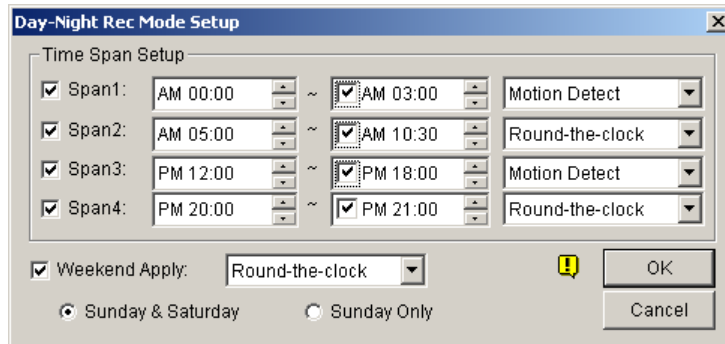 Day-Night Rec Mode Setup
Time Span Setup
Span1: AM 00:00 ~ AM 03:00 Motion Detect
Span2: AM 05:00 ~ AM 10:30 Round-the-clock
Span3: PM 12:00 ~ PM 18:00 Motion Detect
Span4: PM 20:00 ~ PM 21:00 Round-the-clock
Weekend Apply: Round-the-clock OK
Sunday & Saturday Sunday Only Cancel